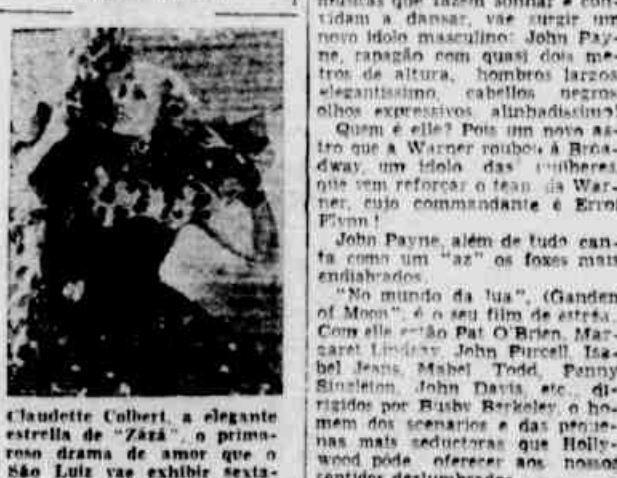 Claudette Colbert, a elegante
estrella de "Zázá", o primo-
roso drama de amor que o
São Luiz vae exhibir sexta-
musicas que fazem sonhar e con-
vidam a dansar, vae surgir um
novo idolo masculino: John Pay-
ne, rapagão com quasi dois me-
tros de altura, hombros largos
elegantissimo, cabellos negros
olhos expressivos alinhadissimo!
Quem é elle? Pois um novo as-
tro que a Warner roubou á Broa-
dway, um idolo das mulheres
que vem reforçar o team da War-
ner, cujo commandante é Errol
Flynn!
John Payne, além de tudo can-
ta como um "az" os foxes mais
endiabrados.
"No mundo da lua", (Ganden
of Moon", é o seu film de estréa.
Com elle estão Pat O'Brien, Mar-
garet Lindsay, John Purcell, Isa-
bel Jeans, Mabel Todd, Penny
Singleton, John Davis, etc., di-
rigidos por Busby Berkeley, o ho-
mem dos scenarios e das peque-
nas mais seductoras que Holly-
wood póde offerecer aos nossos
sentidos deslumbrados